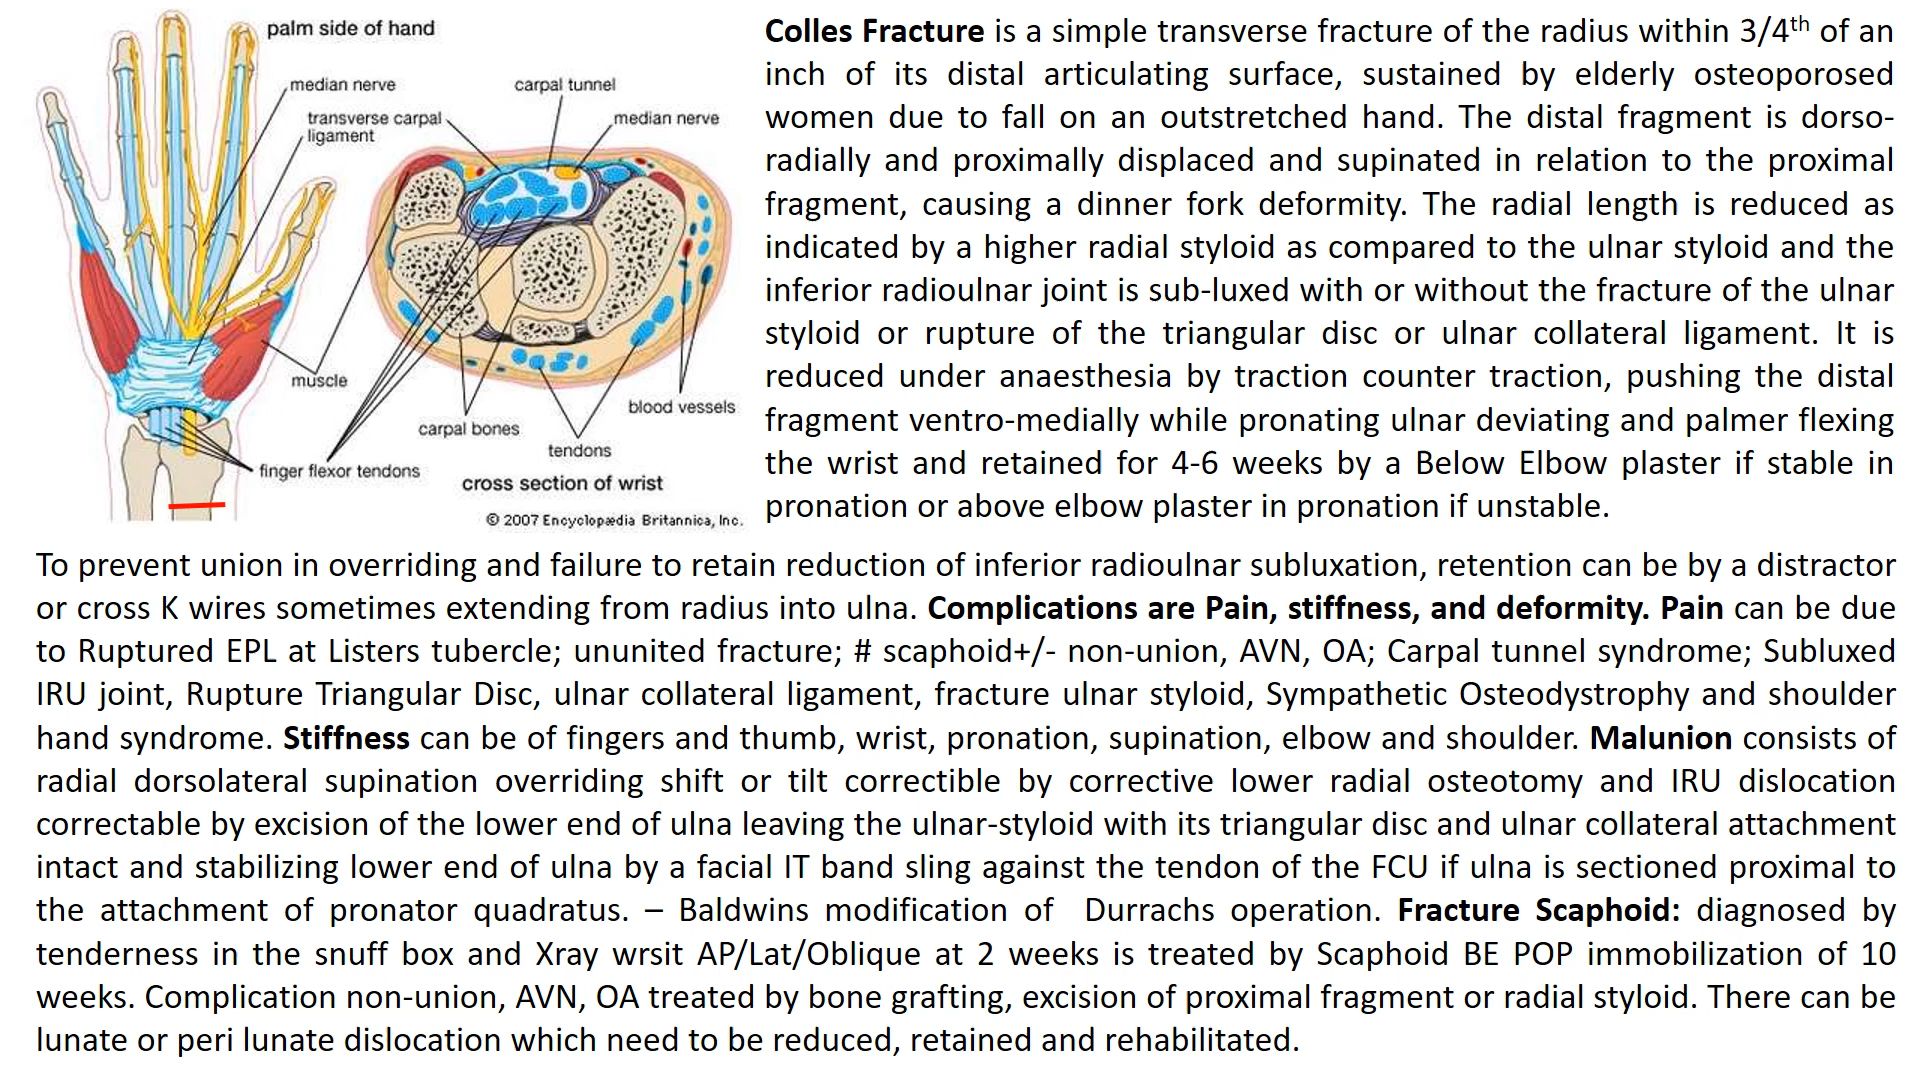 palm side of hand
median nerve
transverse carpal
ligament
carpal tunnel
median nerve
muscle
blood vessels
carpal bones
tendons
finger flexor tendons
cross section of wrist
© 2007 Encyclopædia Britannica, Inc.
Colles Fracture is a simple transverse fracture of the radius within 3/4th of an
inch of its distal articulating surface, sustained by elderly osteoporosed
women due to fall on an outstretched hand. The distal fragment is dorso-
radially and proximally displaced and supinated in relation to the proximal
fragment, causing a dinner fork deformity. The radial length is reduced as
indicated by a higher radial styloid as compared to the ulnar styloid and the
inferior radioulnar joint is sub-luxed with or without the fracture of the ulnar
styloid or rupture of the triangular disc or ulnar collateral ligament. It is
reduced under anaesthesia by traction counter traction, pushing the distal
fragment ventro-medially while pronating ulnar deviating and palmer flexing
the wrist and retained for 4-6 weeks by a Below Elbow plaster if stable in
pronation or above elbow plaster in pronation if unstable.
To prevent union in overriding and failure to retain reduction of inferior radioulnar subluxation, retention can be by a distractor
or cross K wires sometimes extending from radius into ulna. Complications are Pain, stiffness, and deformity. Pain can be due
to Ruptured EPL at Listers tubercle; ununited fracture; # scaphoid+/- non-union, AVN, OA; Carpal tunnel syndrome; Subluxed
IRU joint, Rupture Triangular Disc, ulnar collateral ligament, fracture ulnar styloid, Sympathetic Osteodystrophy and shoulder
hand syndrome. Stiffness can be of fingers and thumb, wrist, pronation, supination, elbow and shoulder. Malunion consists of
radial dorsolateral supination overriding shift or tilt correctible by corrective lower radial osteotomy and IRU dislocation
correctable by excision of the lower end of ulna leaving the ulnar-styloid with its triangular disc and ulnar collateral attachment
intact and stabilizing lower end of ulna by a facial IT band sling against the tendon of the FCU if ulna is sectioned proximal to
the attachment of pronator quadratus. – Baldwins modification of Durrachs operation. Fracture Scaphoid: diagnosed by
tenderness in the snuff box and Xray wrsit AP/Lat/Oblique at 2 weeks is treated by Scaphoid BE POP immobilization of 10
weeks. Complication non-union, AVN, OA treated by bone grafting, excision of proximal fragment or radial styloid. There can be
lunate or peri lunate dislocation which need to be reduced, retained and rehabilitated.